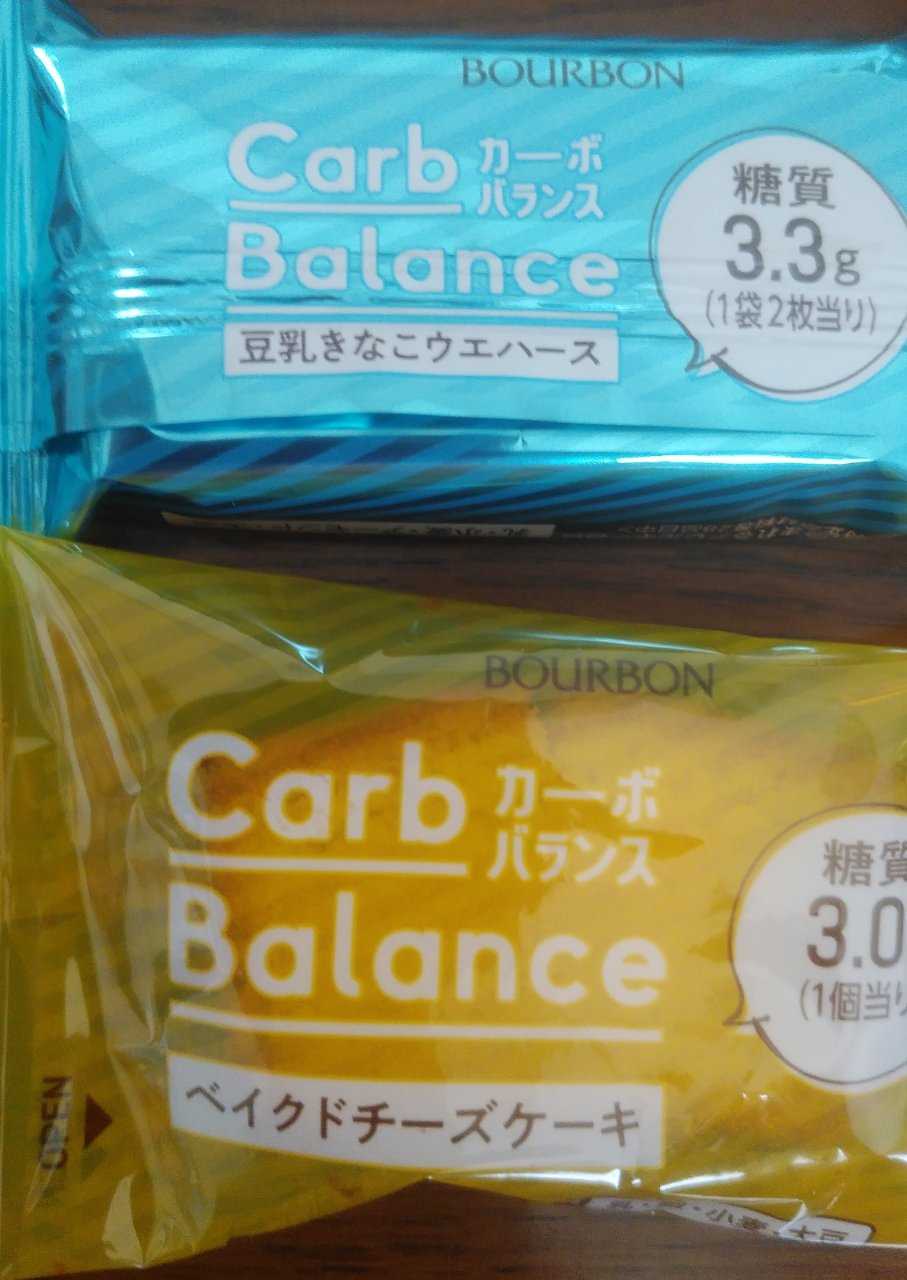 BOURBON
Carb カーボ
Balance バランス
糖質
3.3g
(1袋2枚当り)
豆乳きなこウエハース
BOURBON
Carb カーボ
Balance バランス
糖質
3.0
(1個当り
OPEN
ベイクドチーズケーキ